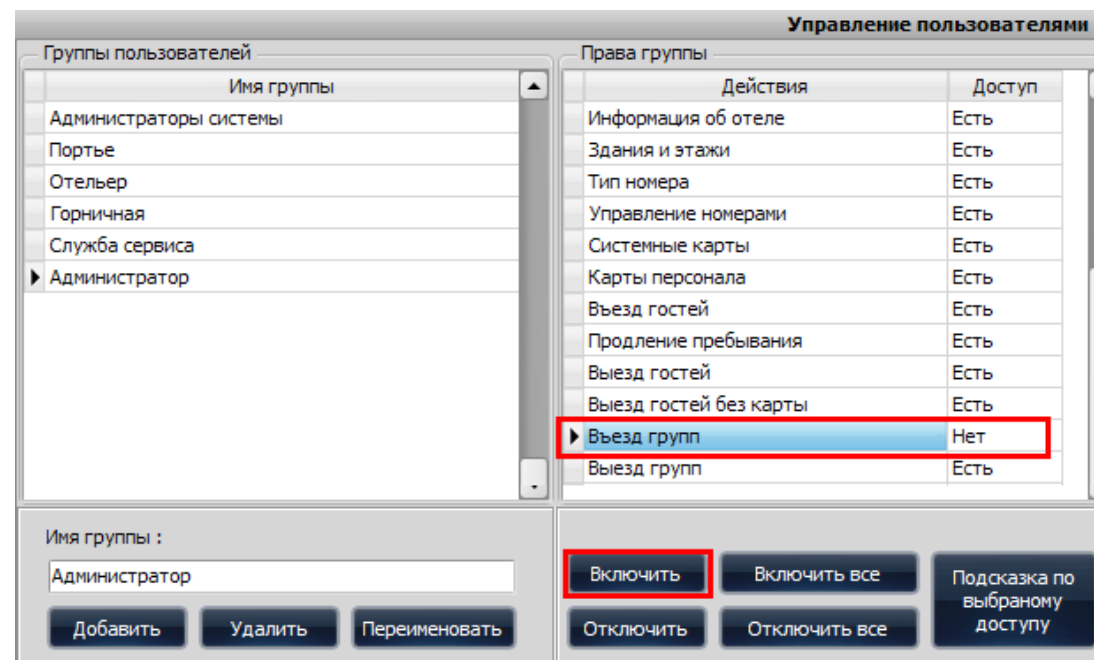 Управление пользователями
Группы пользователей
Имя группы
Администраторы системы
Портье
Отельер
Горничная
Служба сервиса
Администратор
Имя группы :
Администратор
Добавить Удалить Переименовать
Права группы
Действия Доступ
Информация об отеле Есть
Здания и этажи Есть
Тип номера Есть
Управление номерами Есть
Системные карты Есть
Карты персонала Есть
Въезд гостей Есть
Продление пребывания Есть
Выезд гостей Есть
Выезд гостей без карты Есть
Въезд групп Нет
Выезд групп Есть
Включить Включить все
Отключить Отключить все
Подсказка по
выбраному
доступу